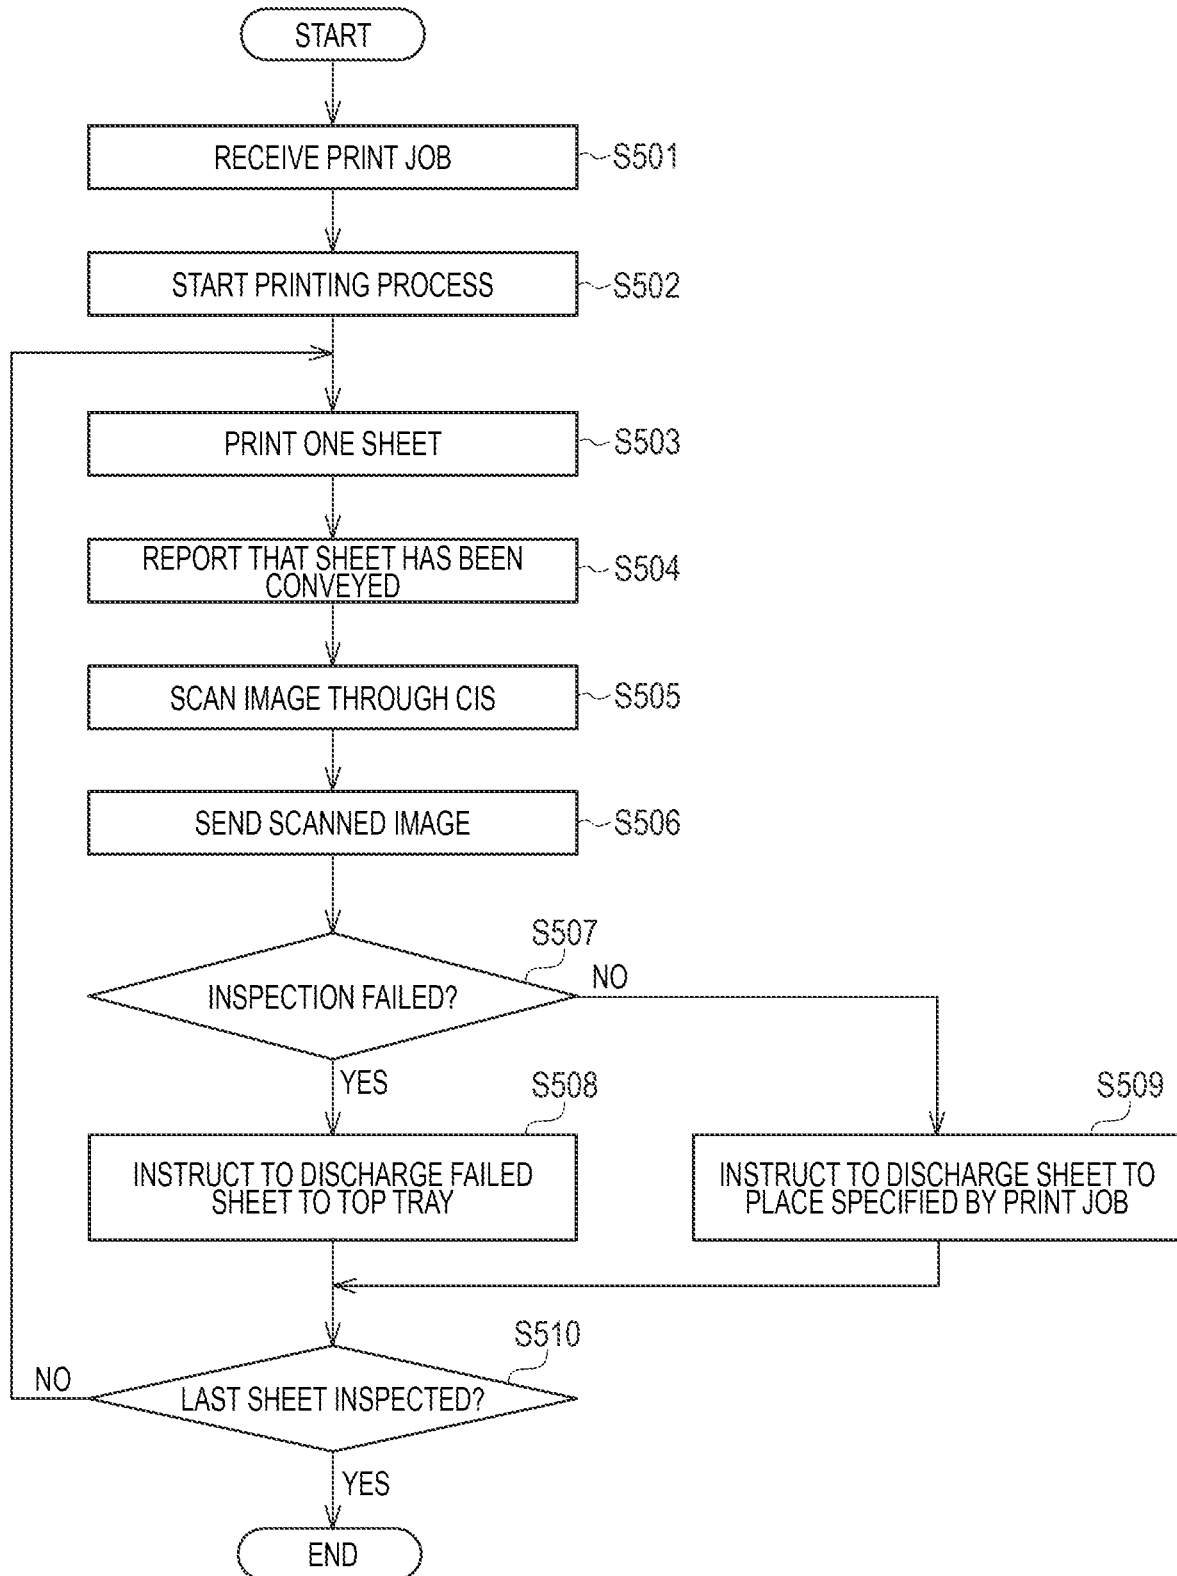 START
RECEIVE PRINT JOB
S501
START PRINTING PROCESS
S502
PRINT ONE SHEET
S503
REPORT THAT SHEET HAS BEEN
CONVEYED
S504
SCAN IMAGE THROUGH CIS
S505
SEND SCANNED IMAGE
S506
S507
INSPECTION FAILED?
NO
YES
S508
INSTRUCT TO DISCHARGE FAILED
SHEET TO TOP TRAY
S509
INSTRUCT TO DISCHARGE SHEET TO
PLACE SPECIFIED BY PRINT JOB
S510
NO
LAST SHEET INSPECTED?
YES
END